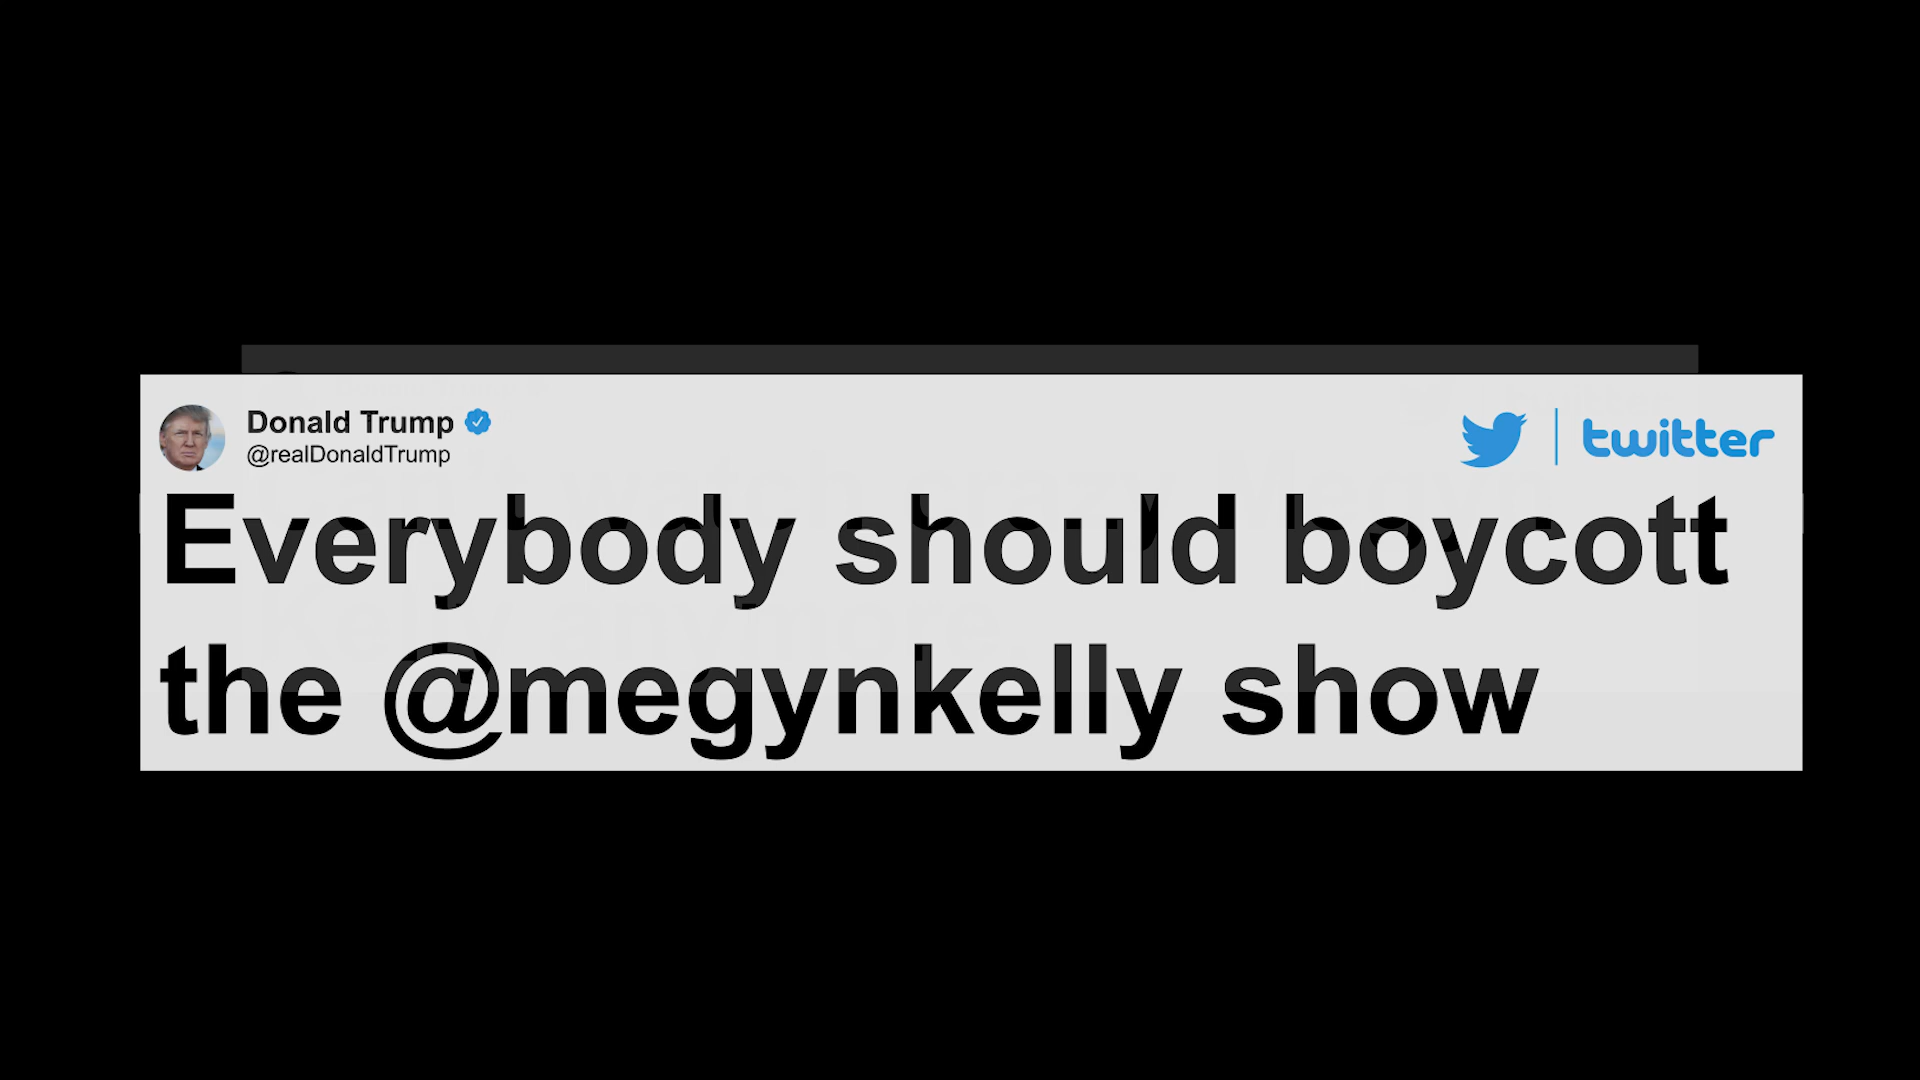 Donald Trump
@realDonaldTrump
twitter
Everybody should boycott
the @megynkelly show